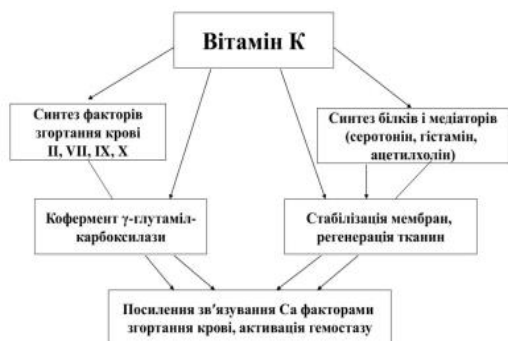 Вітамін К
Синтез факторів
згортання крові
II, VII, IX, X
Синтез білків і медіаторів
(серотонін, гістамін,
ацетилхолін)
Кофермент γ-глутаміл-
карбоксилази
Стабілізація мембран,
регенерація тканин
Посилення зв'язування Са факторами
згортання крові, активація гемостазу